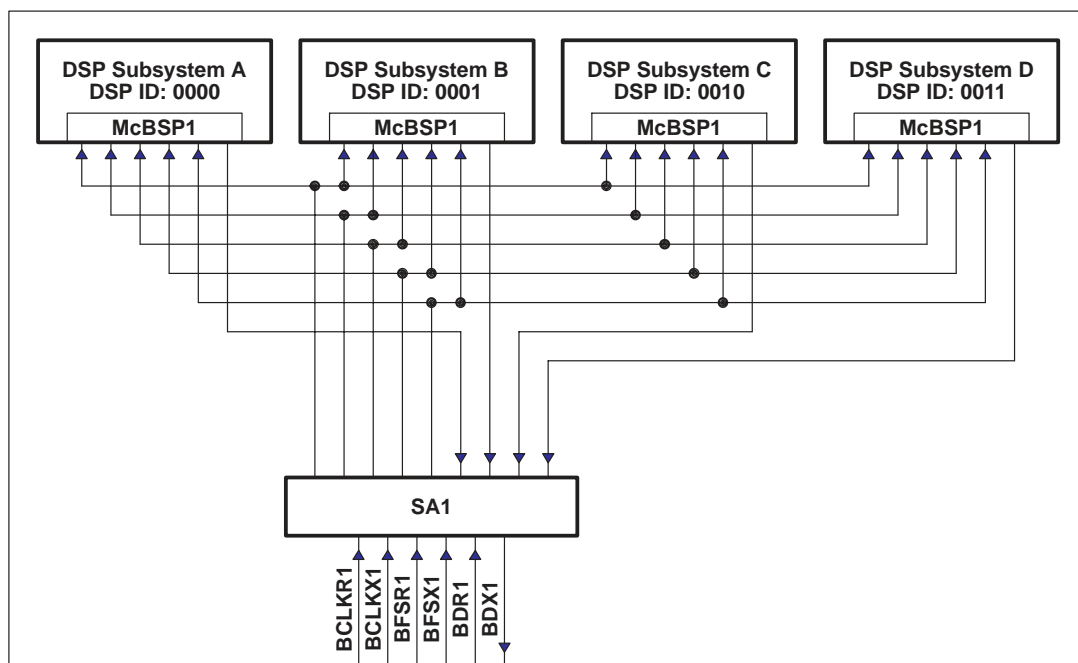 DSP Subsystem A
DSP ID: 0000
McBSP1
DSP Subsystem B
DSP ID: 0001
McBSP1
DSP Subsystem C
DSP ID: 0010
McBSP1
DSP Subsystem D
DSP ID: 0011
McBSP1
SA1
BCLKR1
BCLKX1
BFSR1
BFSX1
BDR1
BDX1